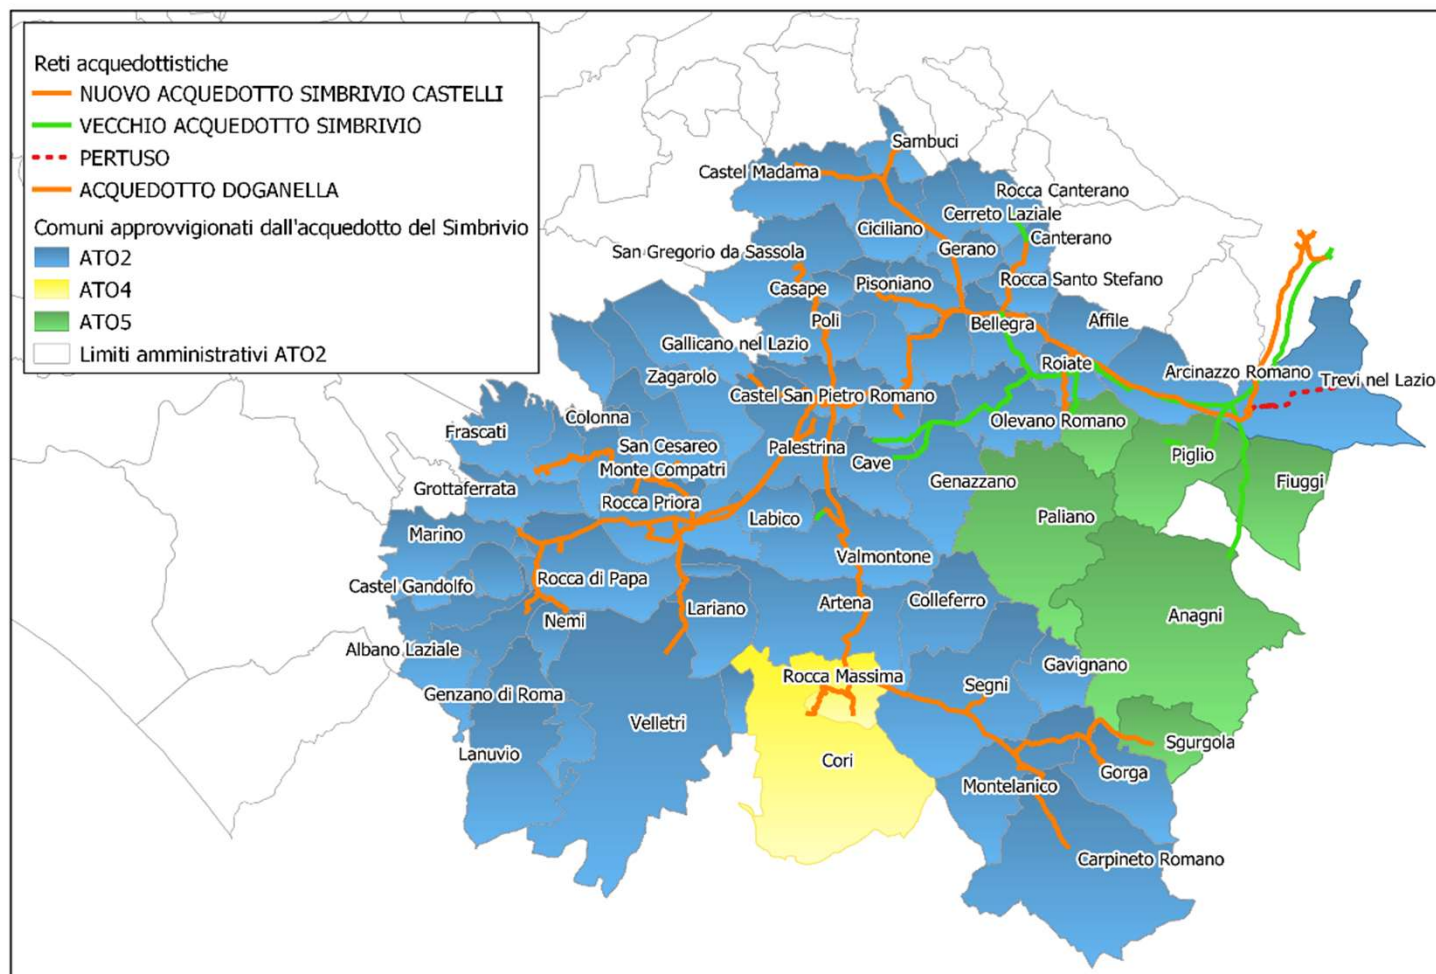 Reti acquedottistiche
NUOVO ACQUEDOTTO SIMBRIVIO CASTELLI
VECCHIO ACQUEDOTTO SIMBRIVIO
PERTUSO
ACQUEDOTTO DOGANELLA
Comuni approvvigionati dall'acquedotto del Simbrivio
ATO2
ATO4
ATO5
Limiti amministrativi ATO2
Sambuci
Castel Madama
Rocca Canterano
Cerreto Laziale
Ciciliano
Canterano
Gerano
San Gregorio da Sassola
Rocca Santo Stefano
Casape
Pisoniano
Poli
Bellegra
Affile
Gallicano nel Lazio
Roiate
Arcinazzo Romano
Zagarolo
Trevi nel Lazio
Castel San Pietro Romano
Colonna
Olevano Romano
Frascati
San Cesareo
Palestrina
Piglio
Cave
Monte Compatri
Genazzano
Fiuggi
Grottaferrata
Rocca Priora
Labico
Paliano
Marino
Valmontone
Rocca di Papa
Castel Gandolfo
Colleferro
Artena
Lariano
Anagni
Nemi
Albano Laziale
Gavignano
Rocca Massima
Segni
Genzano di Roma
Velletri
Sgurgola
Lanuvio
Cori
Gorga
Montelanico
Carpineto Romano